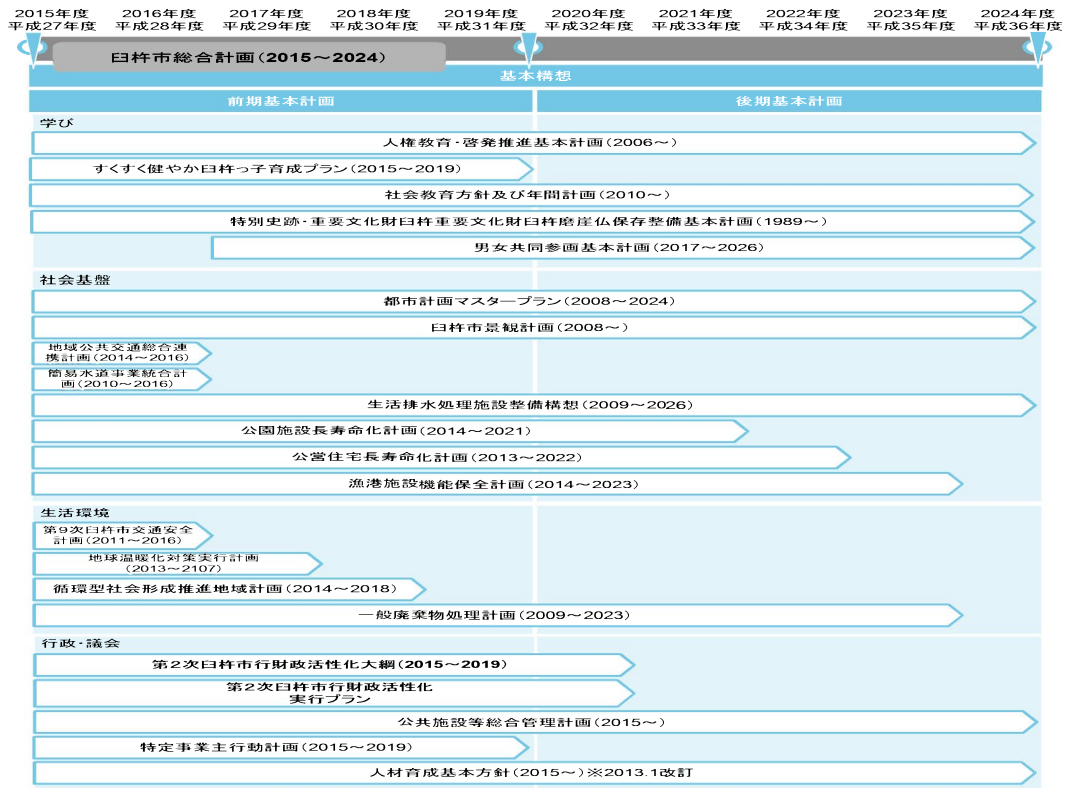 2015年度 2016年度 2017年度 2018年度 2019年度 2020年度 2021年度 2022年度 2023年度 2024年度
平成27年度 平成28年度 平成29年度 平成30年度 平成31年度 平成32年度 平成33年度 平成34年度 平成35年度 平成36年度
臼杵市総合計画(2015～2024)
基本構想
前期基本計画 後期基本計画
学び
人権教育・啓発推進基本計画(2006～)
すくすく健やか臼杵っ子育成プラン(2015～2019)
社会教育方針及び年間計画(2010～)
特別史跡・重要文化財臼杵重要文化財臼杵磨崖仏保存整備基本計画(1989～)
男女共同参画基本計画(2017～2026)
社会基盤
都市計画マスタープラン(2008～2024)
臼杵市景観計画(2008～)
地域公共交通総合連
携計画(2014～2016)
簡易水道事業統合計
画(2010～2016)
生活排水処理施設整備構想(2009～2026)
公園施設長寿命化計画(2014～2021)
公営住宅長寿命化計画(2013～2022)
漁港施設機能保全計画(2014～2023)
生活環境
第9次臼杵市交通安全
計画(2011～2016)
地球温暖化対策実行計画
(2013～2107)
循環型社会形成推進地域計画(2014～2018)
一般廃棄物処理計画(2009～2023)
行政・議会
第2次臼杵市行財政活性化大綱(2015～2019)
第2次臼杵市行財政活性化
実行プラン
公共施設等総合管理計画(2015～)
特定事業主行動計画(2015～2019)
人材育成基本方針(2015～)※2013.1改訂